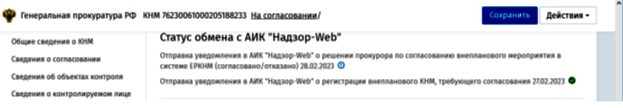 Генеральная прокуратура РФ КНМ 76230061000205188233 На согласовании/
Сохранить
Действия
Общие сведения о КНМ
Сведения о согласовании
Сведения об объектах контроля
Сведения о контролируемом лице
Статус обмена с АИК "Надзор-Web"
Отправка уведомления в АИК "Надзор-Web" о решении прокурора по согласованию внепланового мероприятия в
системе ЕРКНМ (согласовано/отказано) 28.02.2023
Отправка уведомления в АИК "Надзор-Web" о регистрации внепланового КНМ, требующего согласования 27.02.2023